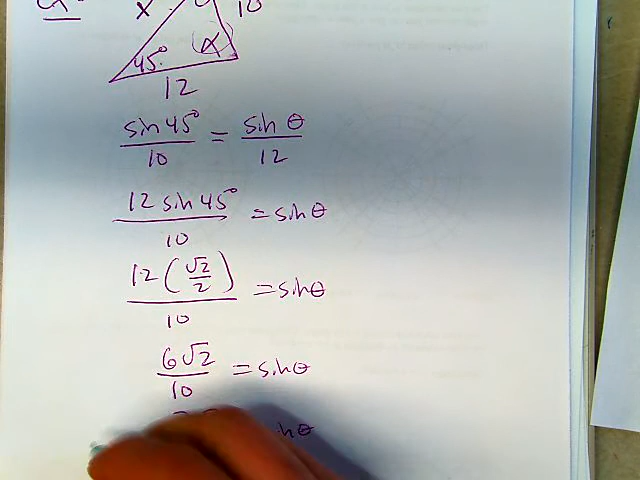 x 10
45° α
12
sin 45° / 10 = sin θ / 12
12 sin 45° / 10 = sin θ
12 (√2 / 2) / 10 = sin θ
6√2 / 10 = sin θ